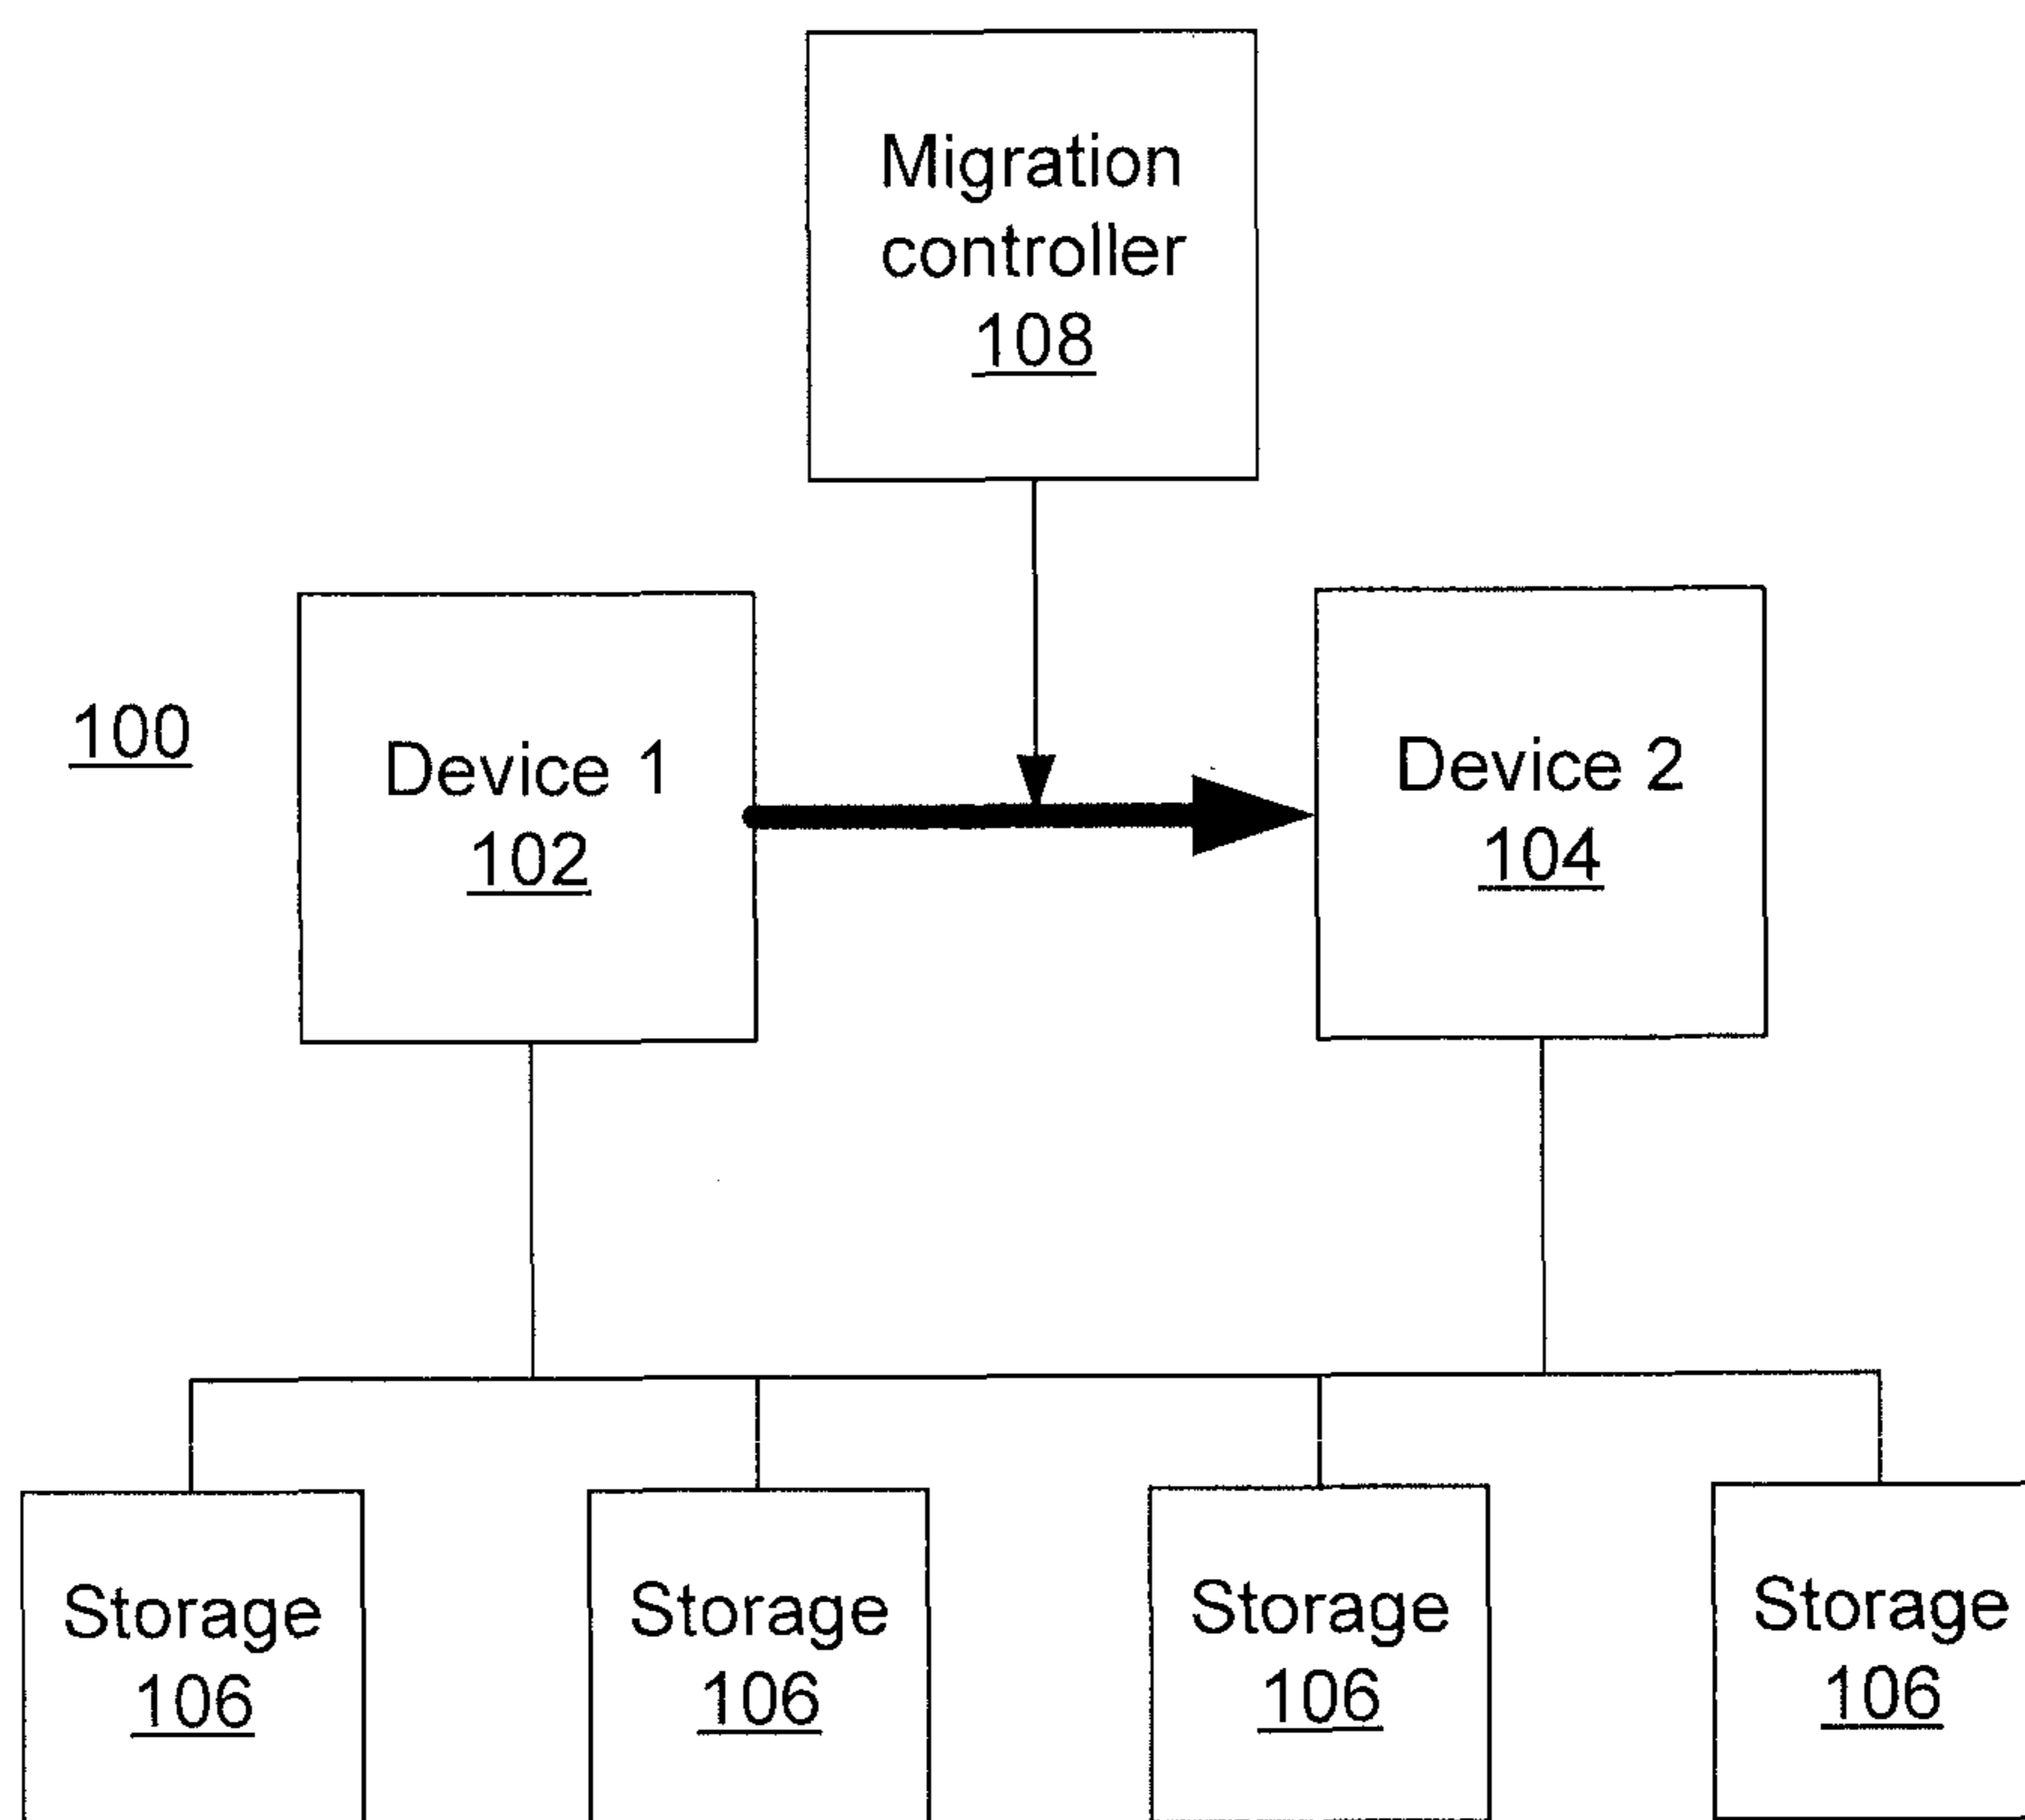 Migration
controller
108
100
Device 1
102
Device 2
104
Storage
106
Storage
106
Storage
106
Storage
106